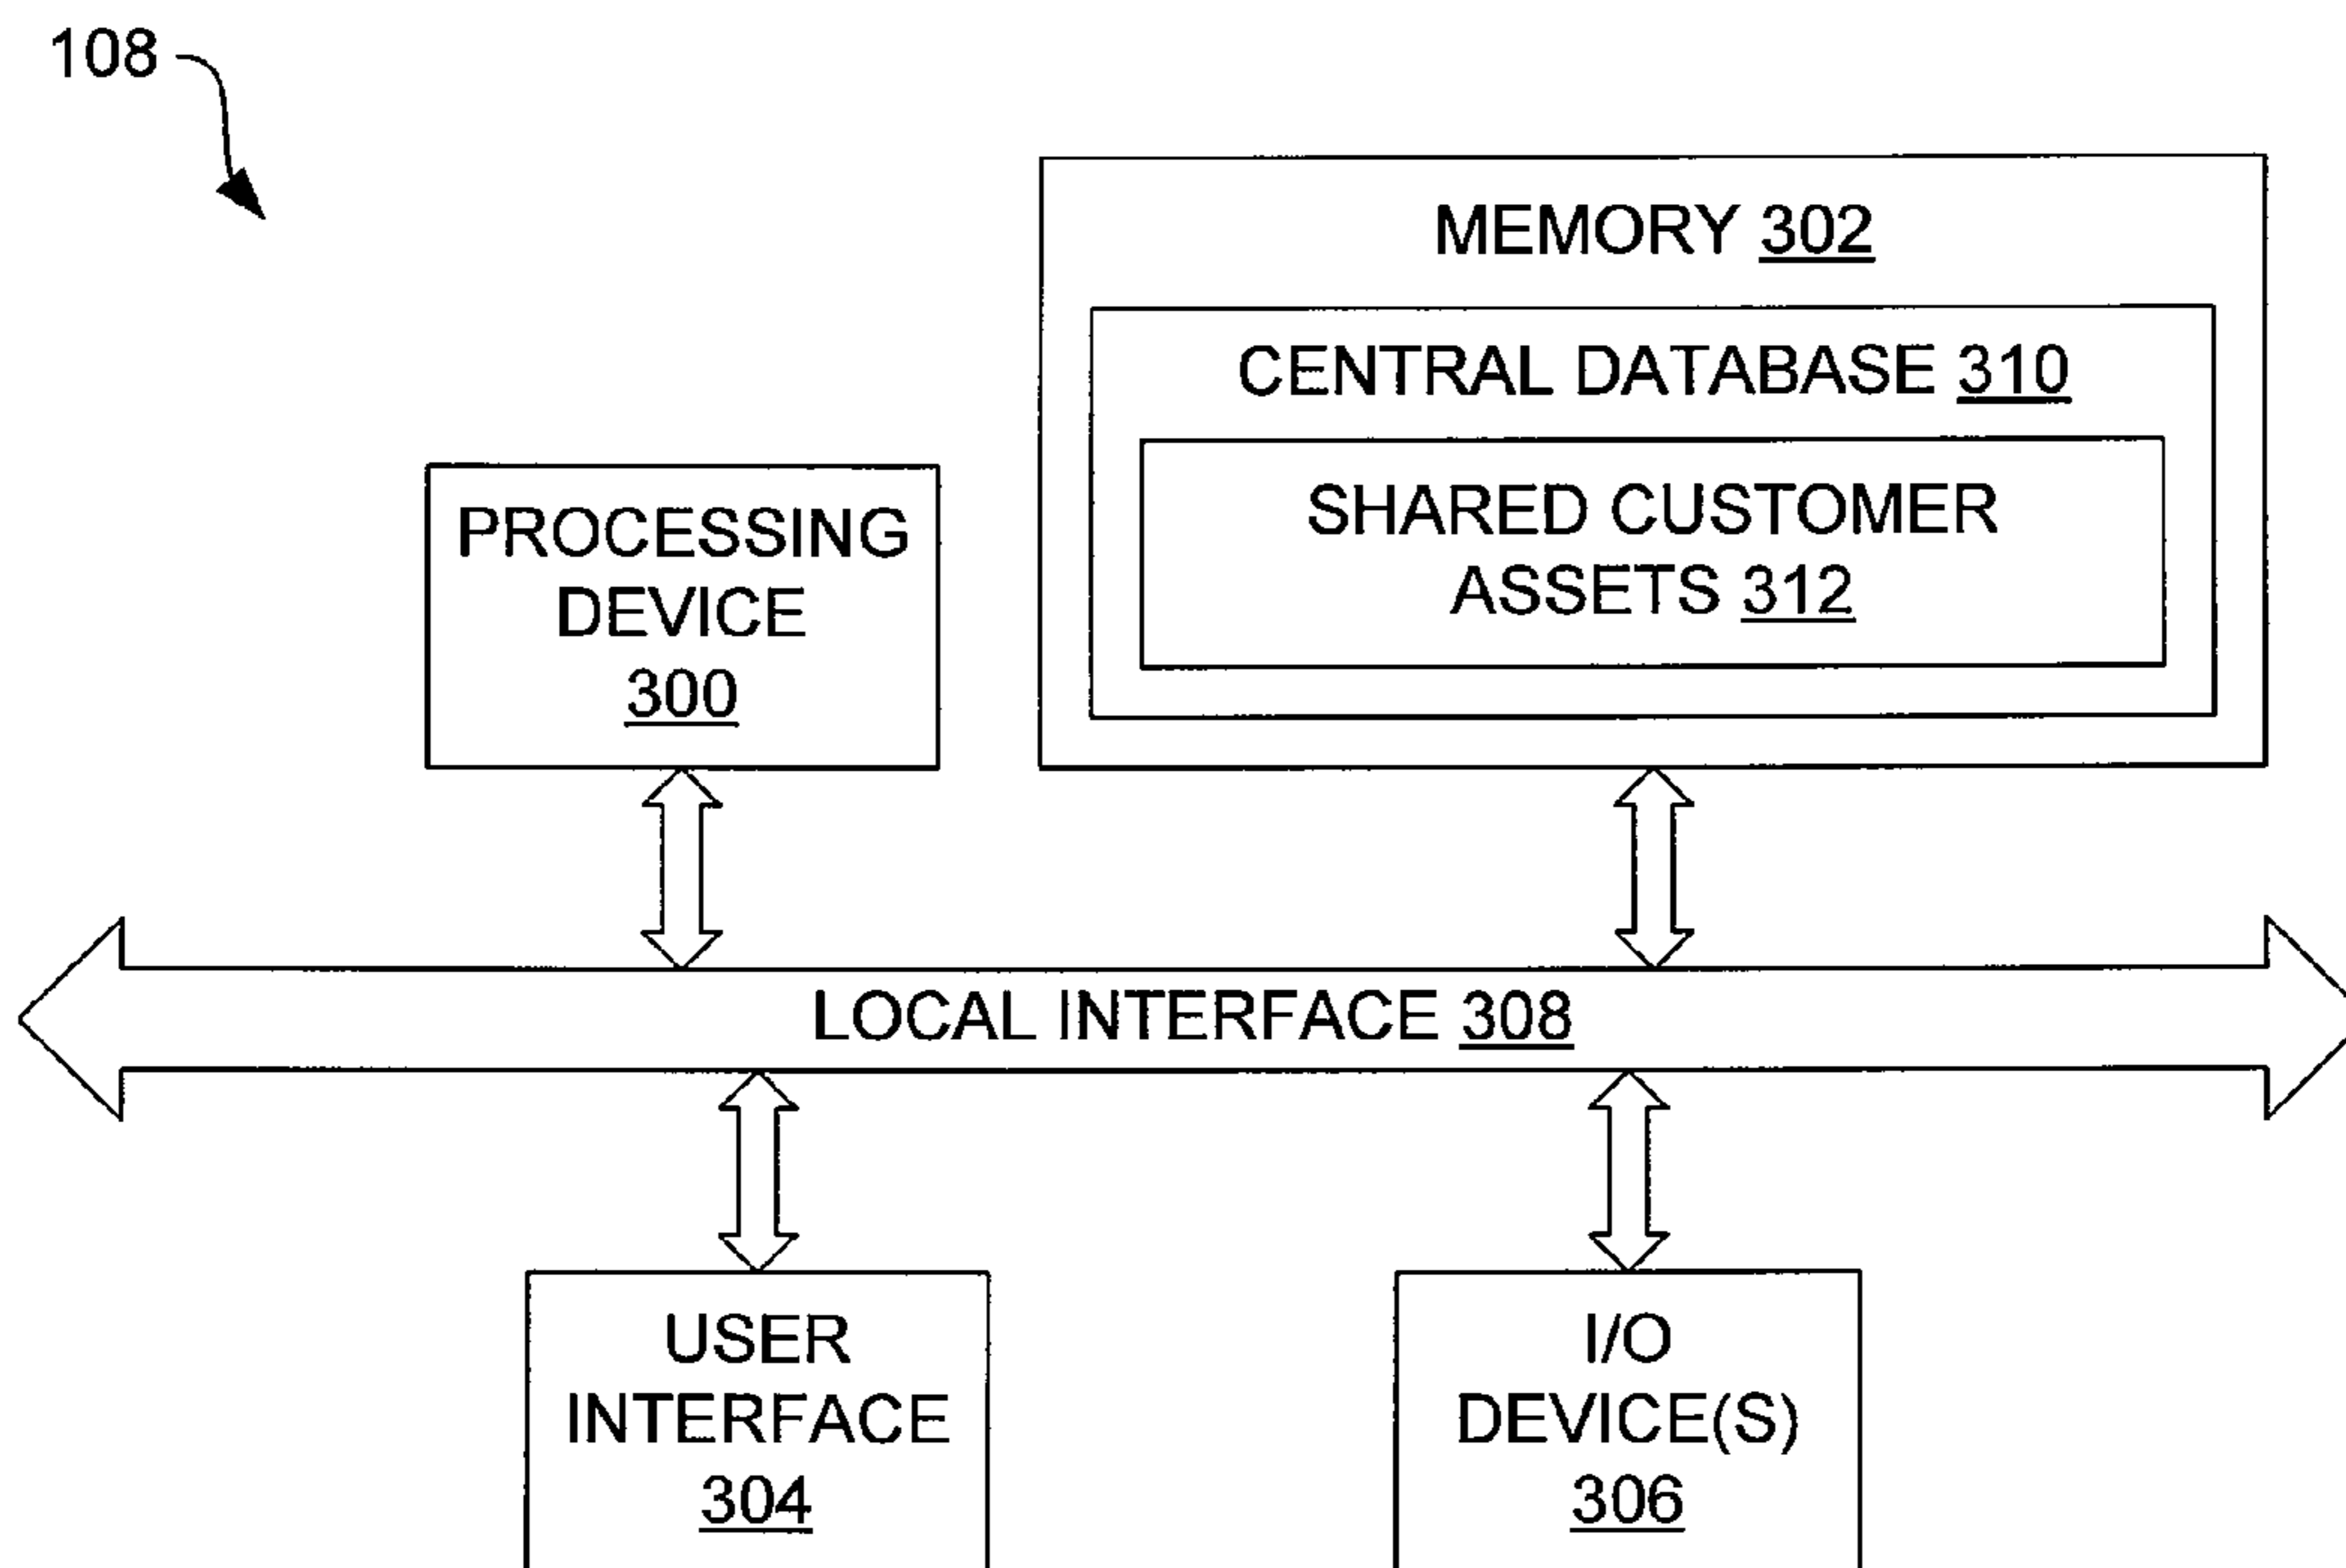 108
MEMORY 302
CENTRAL DATABASE 310
SHARED CUSTOMER
ASSETS 312
PROCESSING
DEVICE
300
LOCAL INTERFACE 308
USER
INTERFACE
304
I/O
DEVICE(S)
306